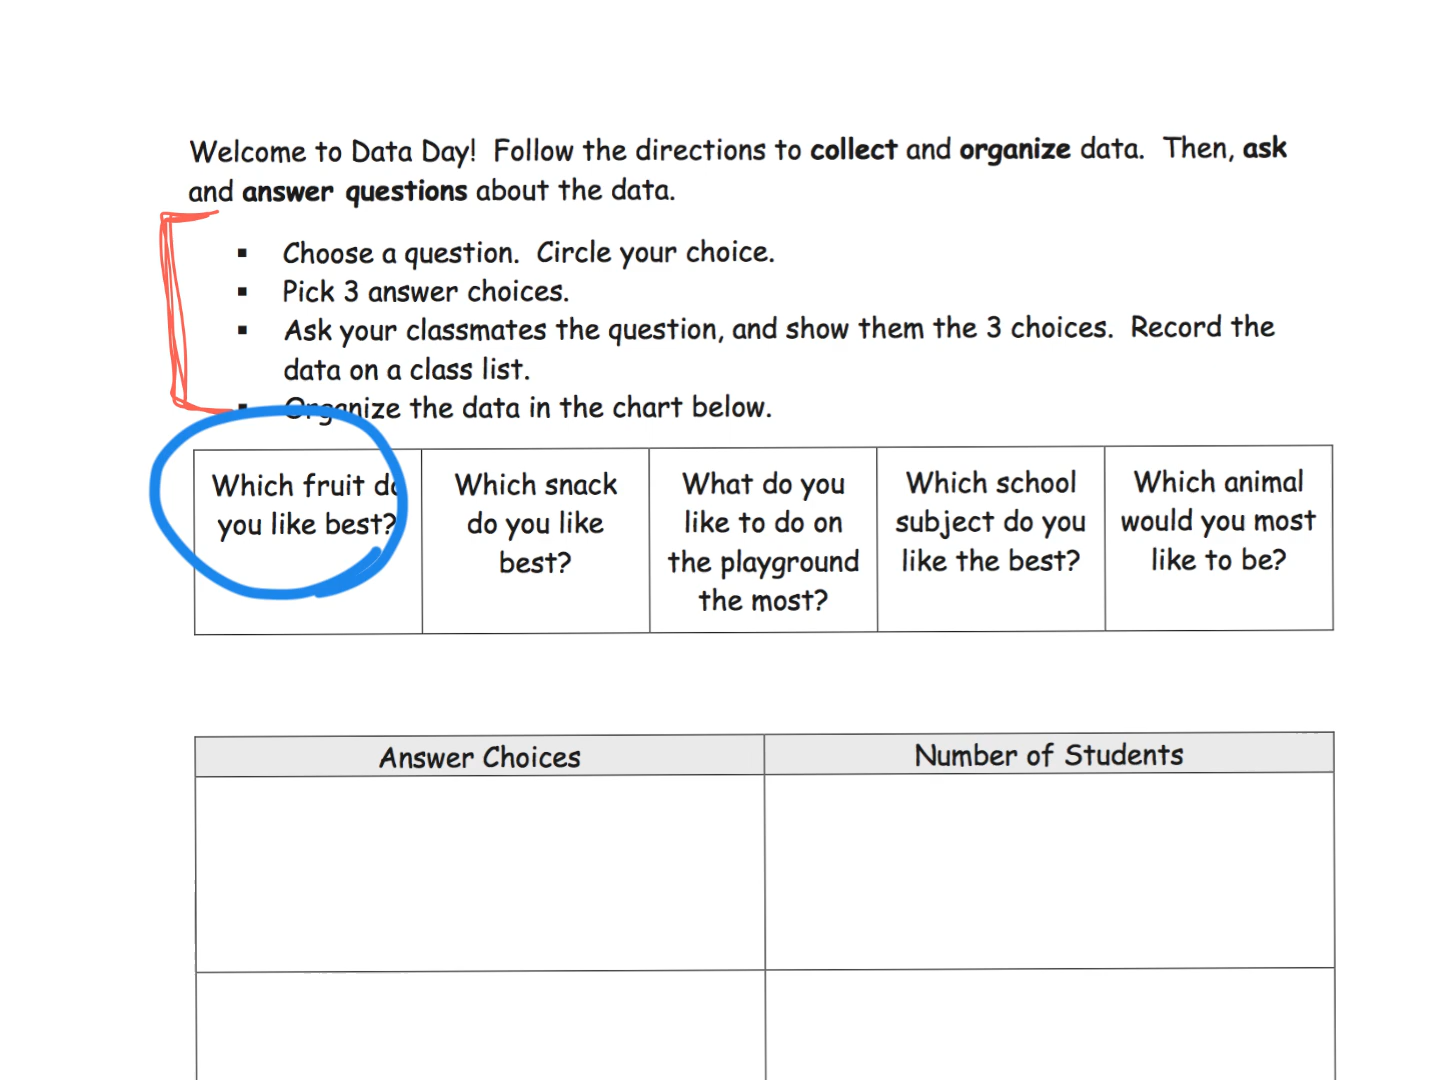 Welcome to Data Day!  Follow the directions to collect and organize data.  Then, ask
and answer questions about the data.
▪ Choose a question.  Circle your choice.
▪ Pick 3 answer choices.
▪ Ask your classmates the question, and show them the 3 choices.  Record the
data on a class list.
▪ Organize the data in the chart below.
Which fruit do
you like best?
Which snack
do you like
best?
What do you
like to do on
the playground
the most?
Which school
subject do you
like the best?
Which animal
would you most
like to be?
Answer Choices
Number of Students